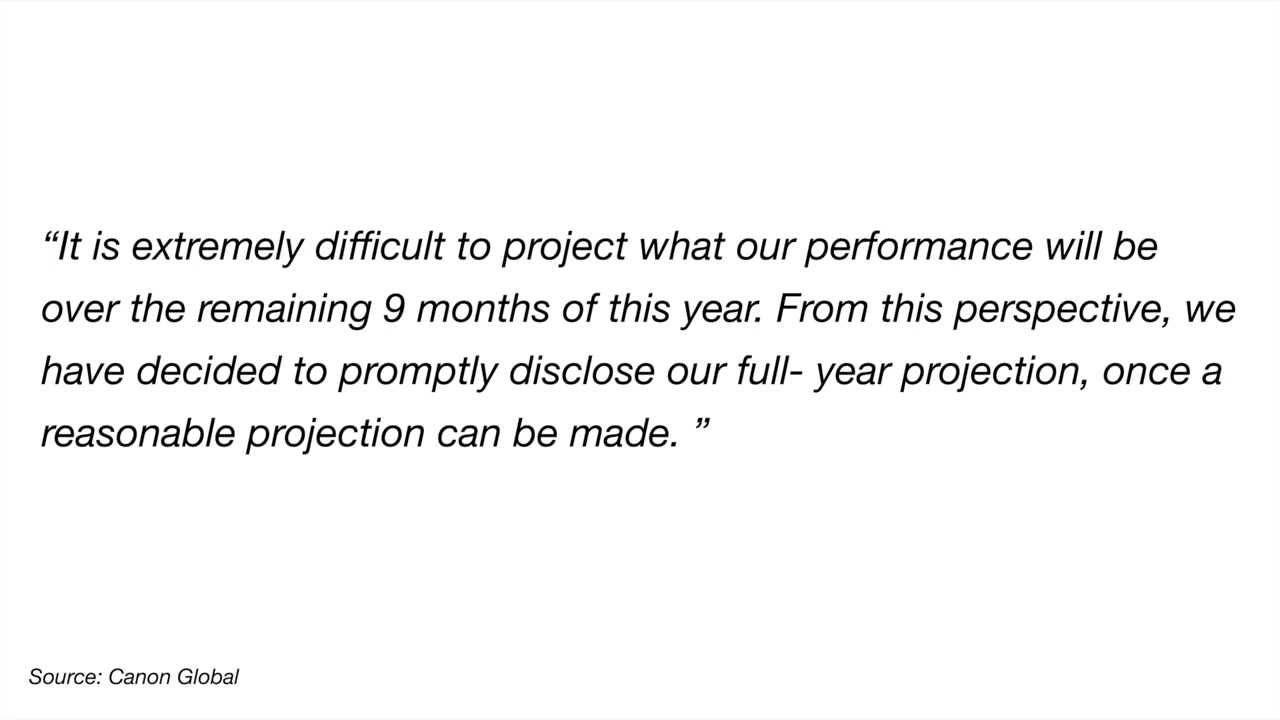 “It is extremely difficult to project what our performance will be
over the remaining 9 months of this year. From this perspective, we
have decided to promptly disclose our full- year projection, once a
reasonable projection can be made. ”
Source: Canon Global